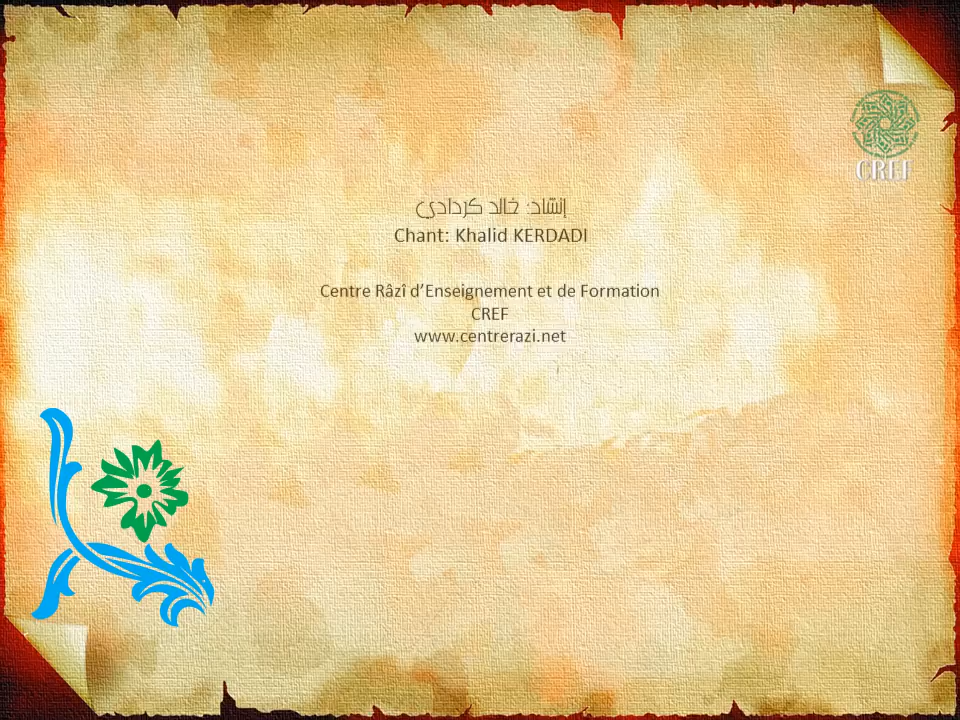 CREF
إنشاد: خالد كردادي
Chant: Khalid KERDADI
Centre Râzî d’Enseignement et de Formation
CREF
www.centrerazi.net